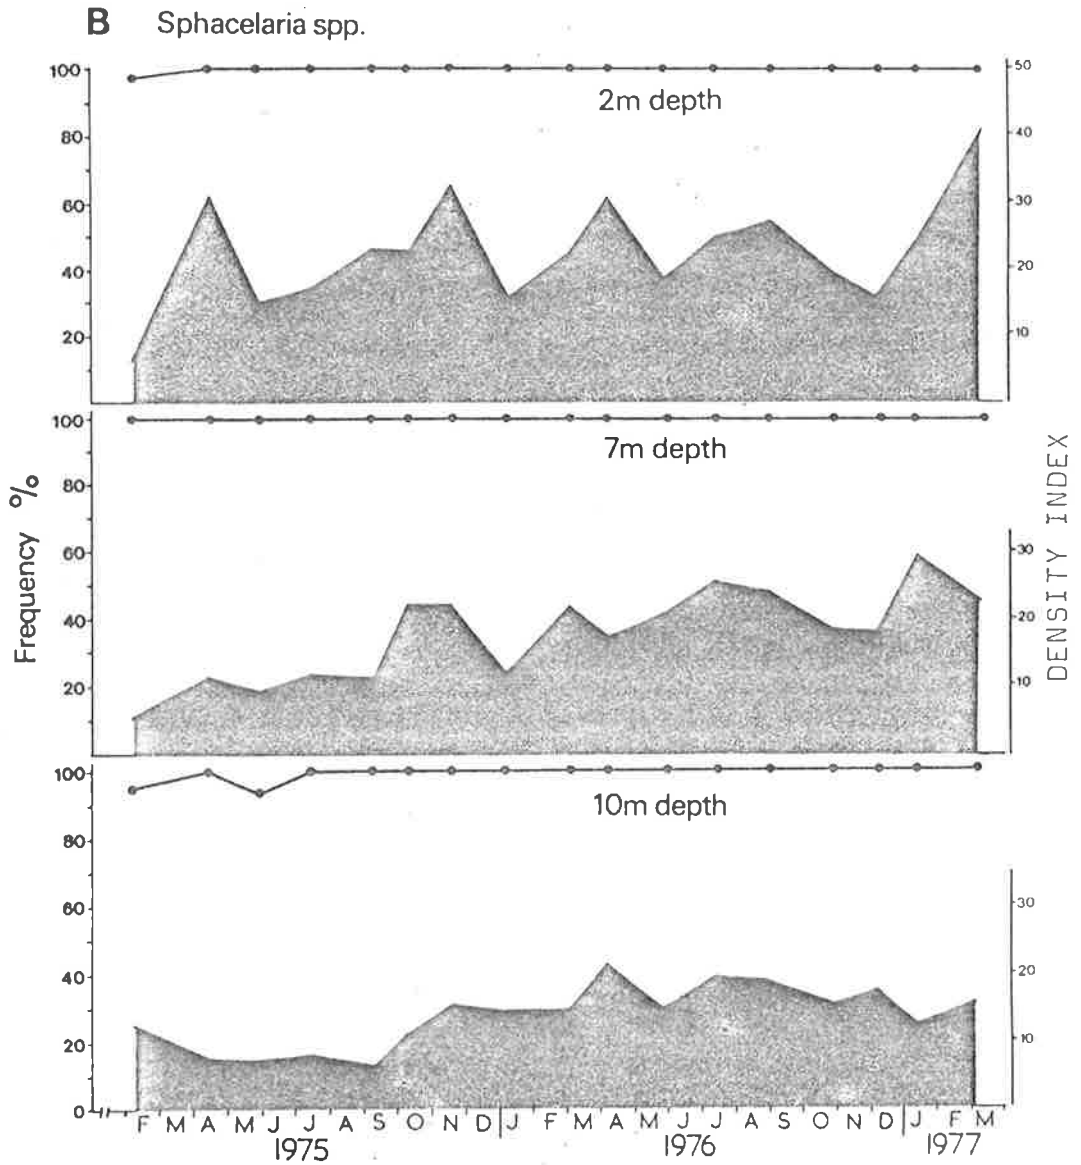 B Sphacelaria spp.
100 50
2m depth
80 40
60 30
40 20
20 10
100
7m depth
80
60 30
40 20
20 10
100
10m depth
80
60 30
40 20
20 10
0
Frequency %
DENSITY INDEX
F M A M J J A S O N D J F M A M J J A S O N D J F M
1975 1976 1977